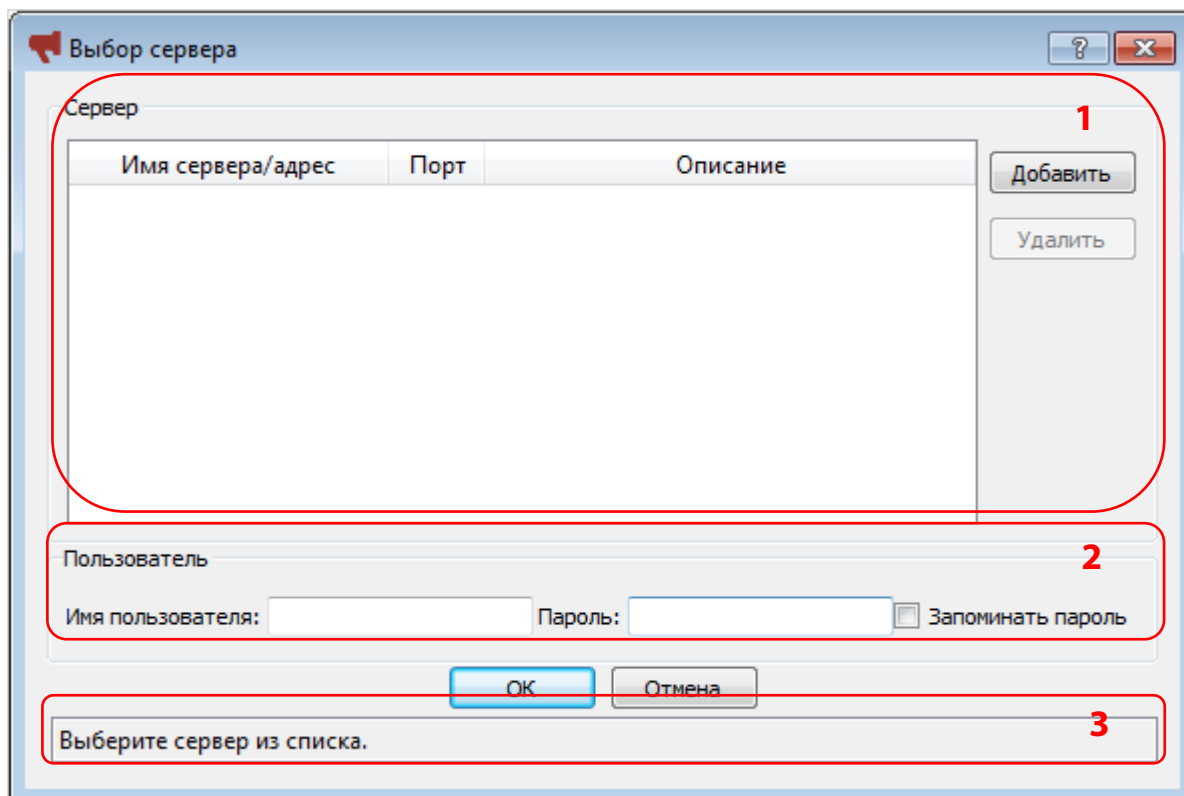 Выбор сервера
Сервер
1
Имя сервера/адрес Порт Описание
Добавить
Удалить
Пользователь
2
Имя пользователя: Пароль: Запоминать пароль
ОК Отмена
3
Выберите сервер из списка.